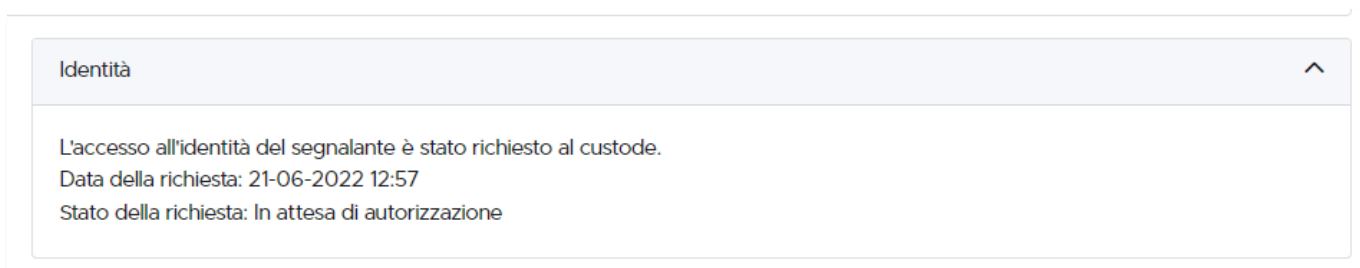 Identità
L'accesso all'identità del segnalante è stato richiesto al custode.
Data della richiesta: 21-06-2022 12:57
Stato della richiesta: In attesa di autorizzazione